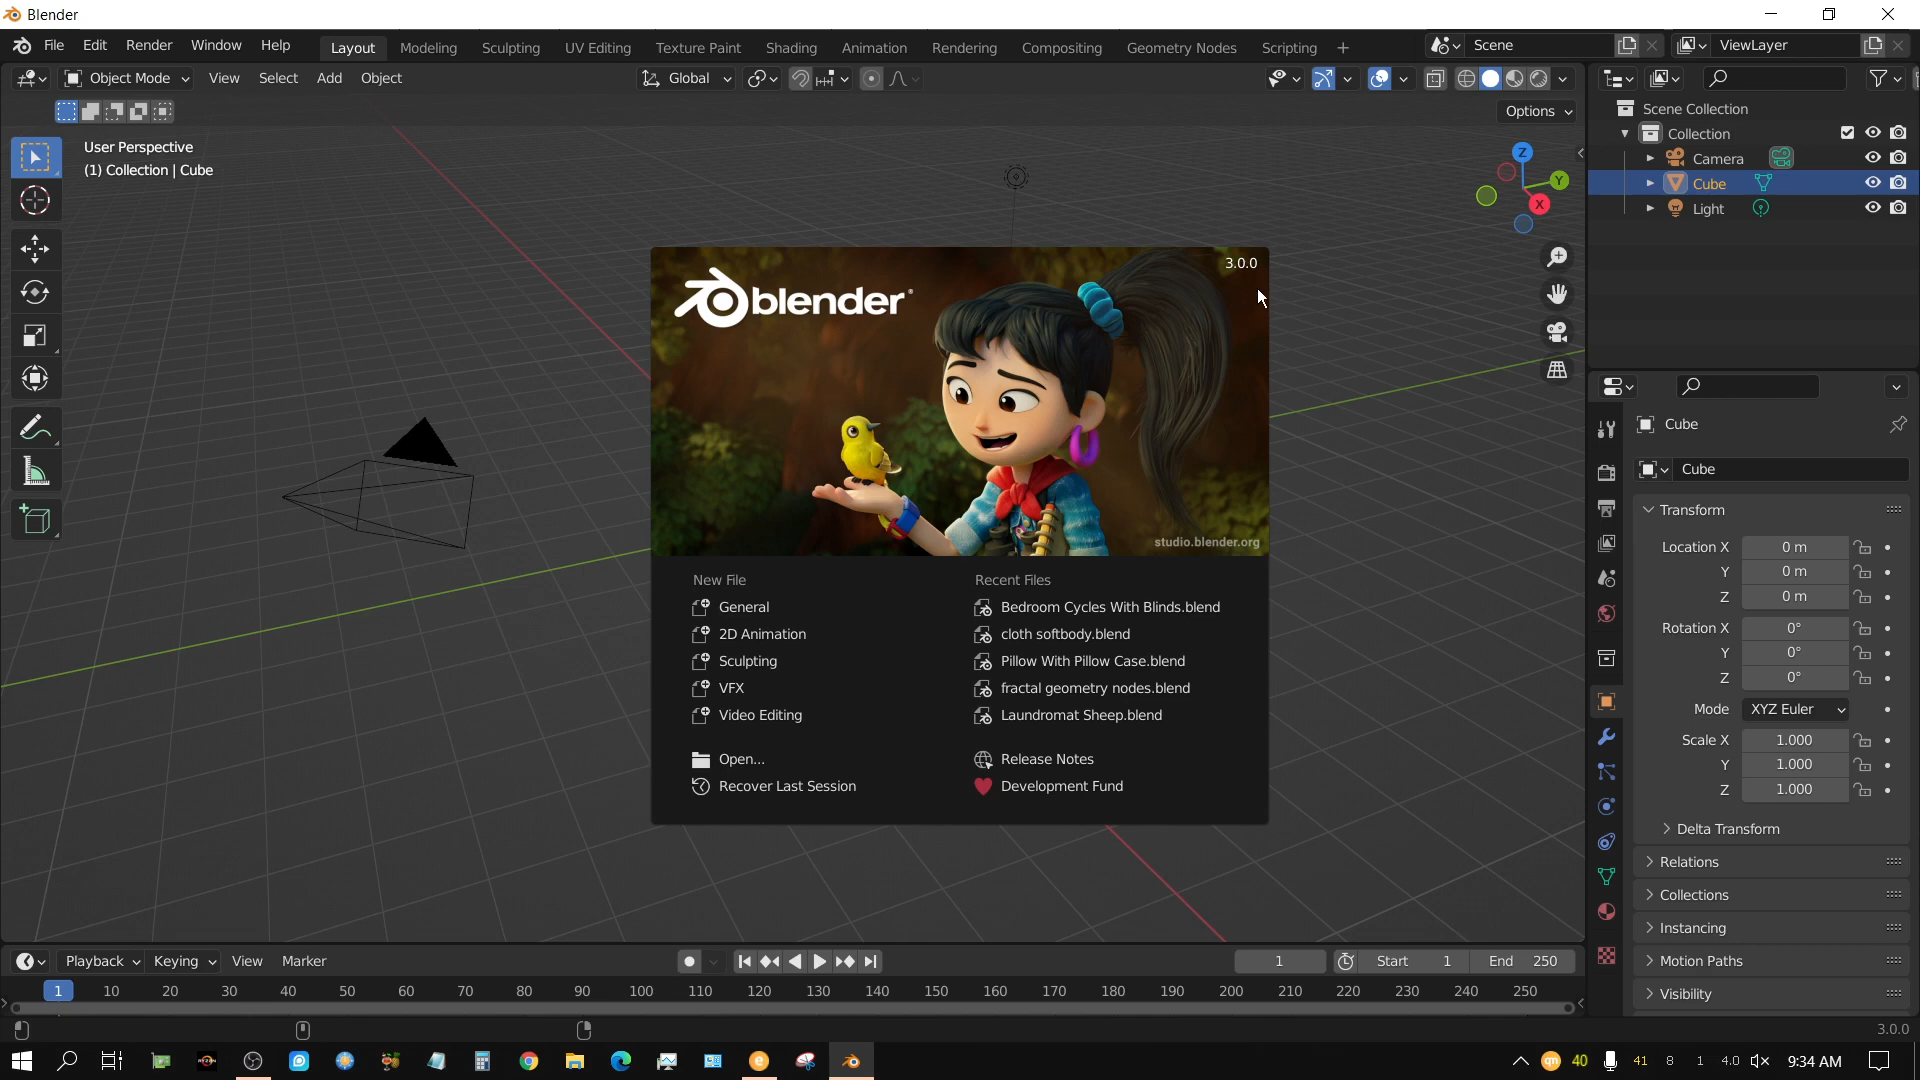 Blender
File Edit Render Window Help Layout Modeling Sculpting UV Editing Texture Paint Shading Animation Rendering Compositing Geometry Nodes Scripting + Scene ViewLayer
Object Mode View Select Add Object Global
Options
User Perspective
(1) Collection | Cube
Z
Y
X
Scene Collection
Collection
Camera
Cube
Light
3.0.0
blender
studio.blender.org
New File
General
2D Animation
Sculpting
VFX
Video Editing
Open...
Recover Last Session
Recent Files
Bedroom Cycles With Blinds.blend
cloth softbody.blend
Pillow With Pillow Case.blend
fractal geometry nodes.blend
Laundromat Sheep.blend
Release Notes
Development Fund
Cube
Cube
Transform
Location X 0 m
Y 0 m
Z 0 m
Rotation X 0°
Y 0°
Z 0°
Mode XYZ Euler
Scale X 1.000
Y 1.000
Z 1.000
Delta Transform
Relations
Collections
Instancing
Motion Paths
Visibility
Playback Keying View Marker 1 Start 1 End 250
1 10 20 30 40 50 60 70 80 90 100 110 120 130 140 150 160 170 180 190 200 210 220 230 240 250
3.0.0
RYZEN 40 41 8 1 4.0 9:34 AM